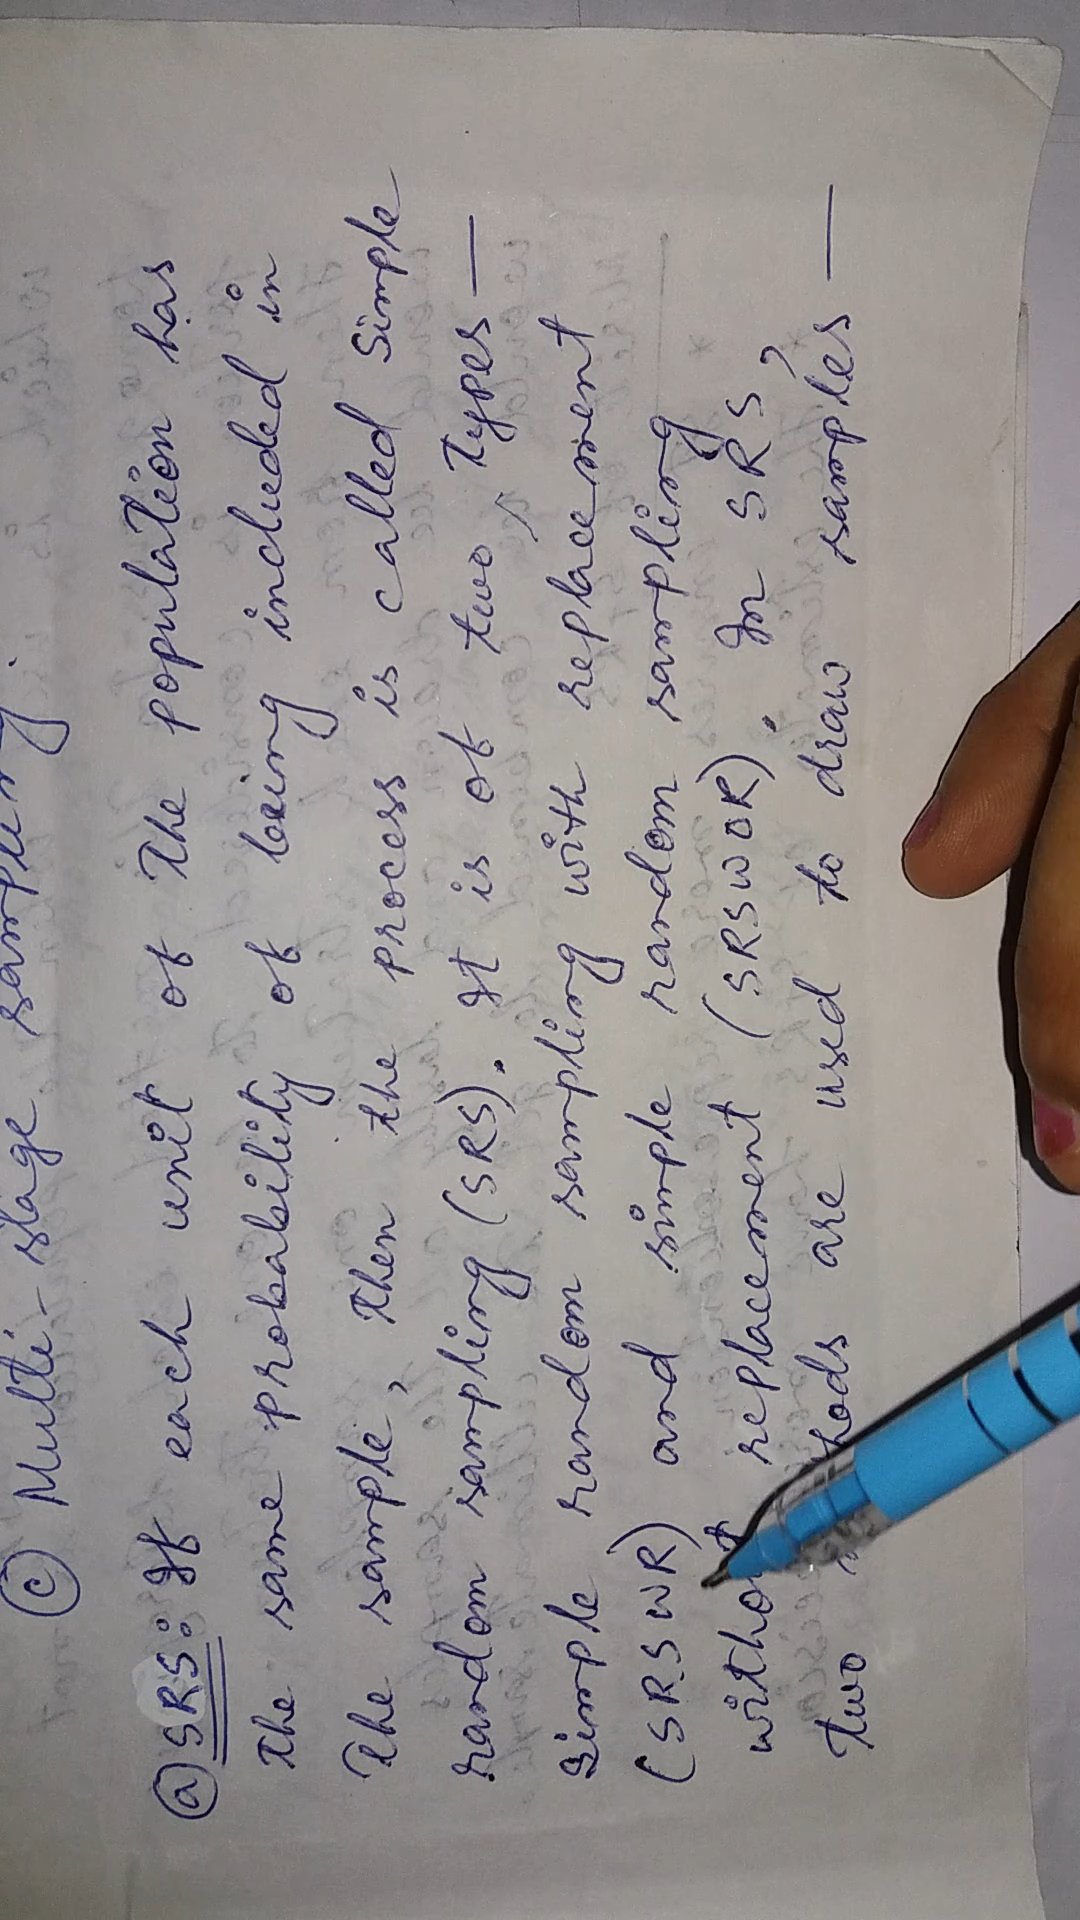 (c) Multi-stage sampling
(a) SRS: If each unit of the population has
the same probability of being included in
the sample, then the process is called simple
random sampling (SRS). It is of two types —
simple random sampling with replacement
(SRSWR) and simple random sampling
without replacement (SRSWOR). In SRS,
two are used to draw samples —